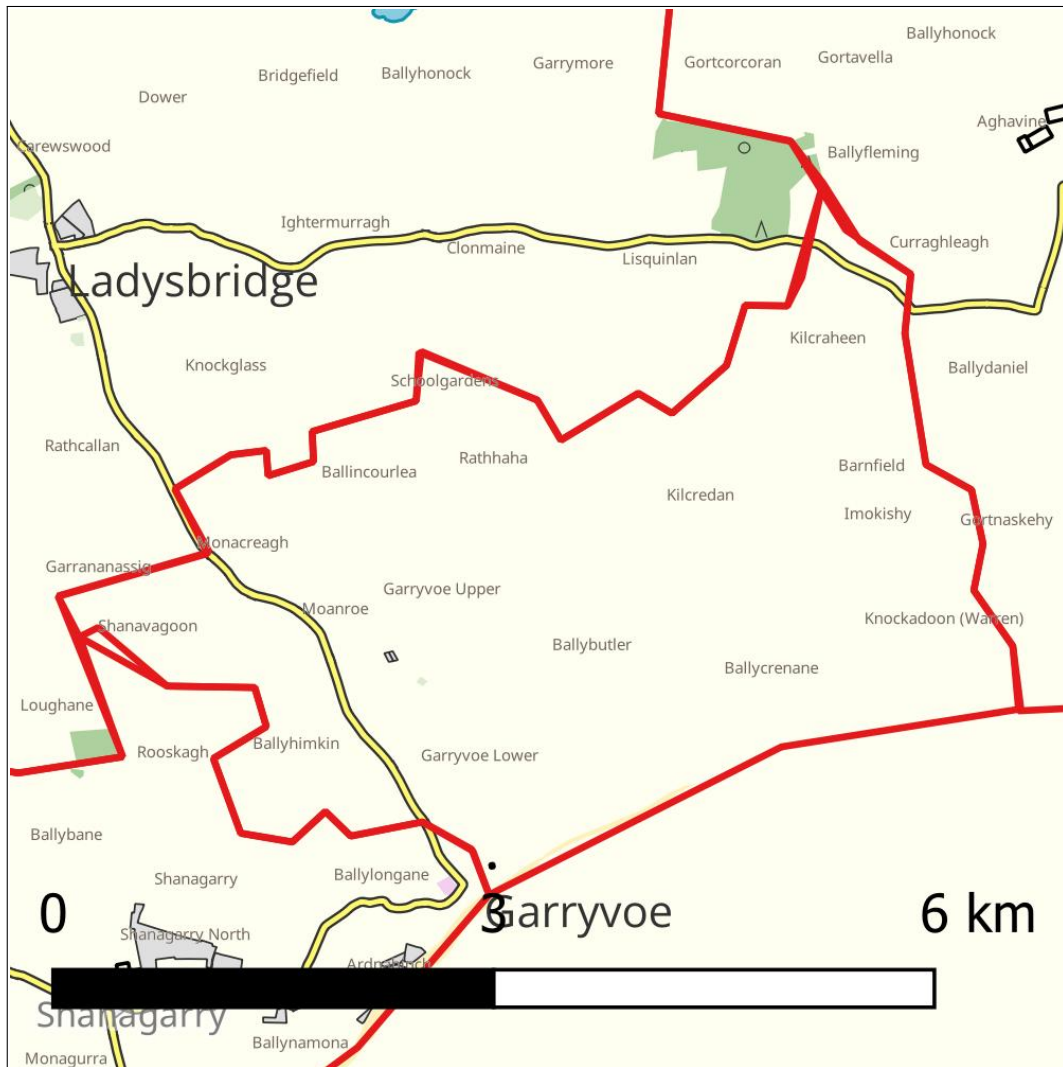 Ballyhonock
Gortavella
Garrymore
Gortcorcoran
Bridgefield
Ballyhonock
Dower
Aghavine
Carewswood
Ballyfleming
Ightermurragh
Clonmaine
Curraghleagh
Lisquinlan
Ladysbridge
Kilcraheen
Knockglass
Ballydaniel
Schoolgardens
Rathcallan
Rathhaha
Barnfield
Ballincourlea
Kilcredan
Imokishy
Gortnaskehy
Monacreagh
Garrananassig
Garryvoe Upper
Moanroe
Knockadoon (Warren)
Shanavagoon
Ballybutler
Ballycrenane
Loughane
Ballyhimkin
Rooskagh
Garryvoe Lower
Ballybane
Ballylongane
Shanagarry
0 3 6 km
Garryvoe
Shanagarry North
Shanagarry
Ballynamona
Monagurra